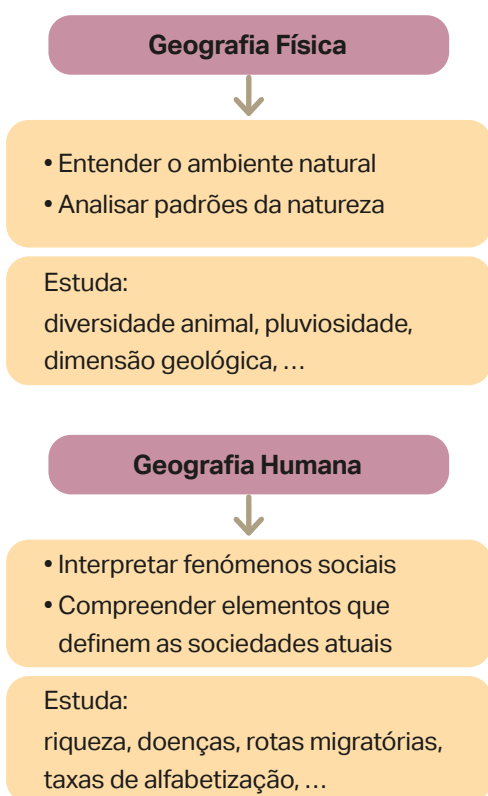 Geografia Física
• Entender o ambiente natural
• Analisar padrões da natureza
Estuda:
diversidade animal, pluviosidade,
dimensão geológica, …
Geografia Humana
• Interpretar fenómenos sociais
• Compreender elementos que
definem as sociedades atuais
Estuda:
riqueza, doenças, rotas migratórias,
taxas de alfabetização, …